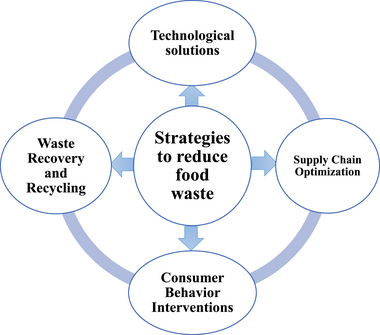 Technological
solutions
Waste
Recovery
and
Recycling
Strategies
to reduce
food
waste
Supply Chain
Optimization
Consumer
Behavior
Interventions